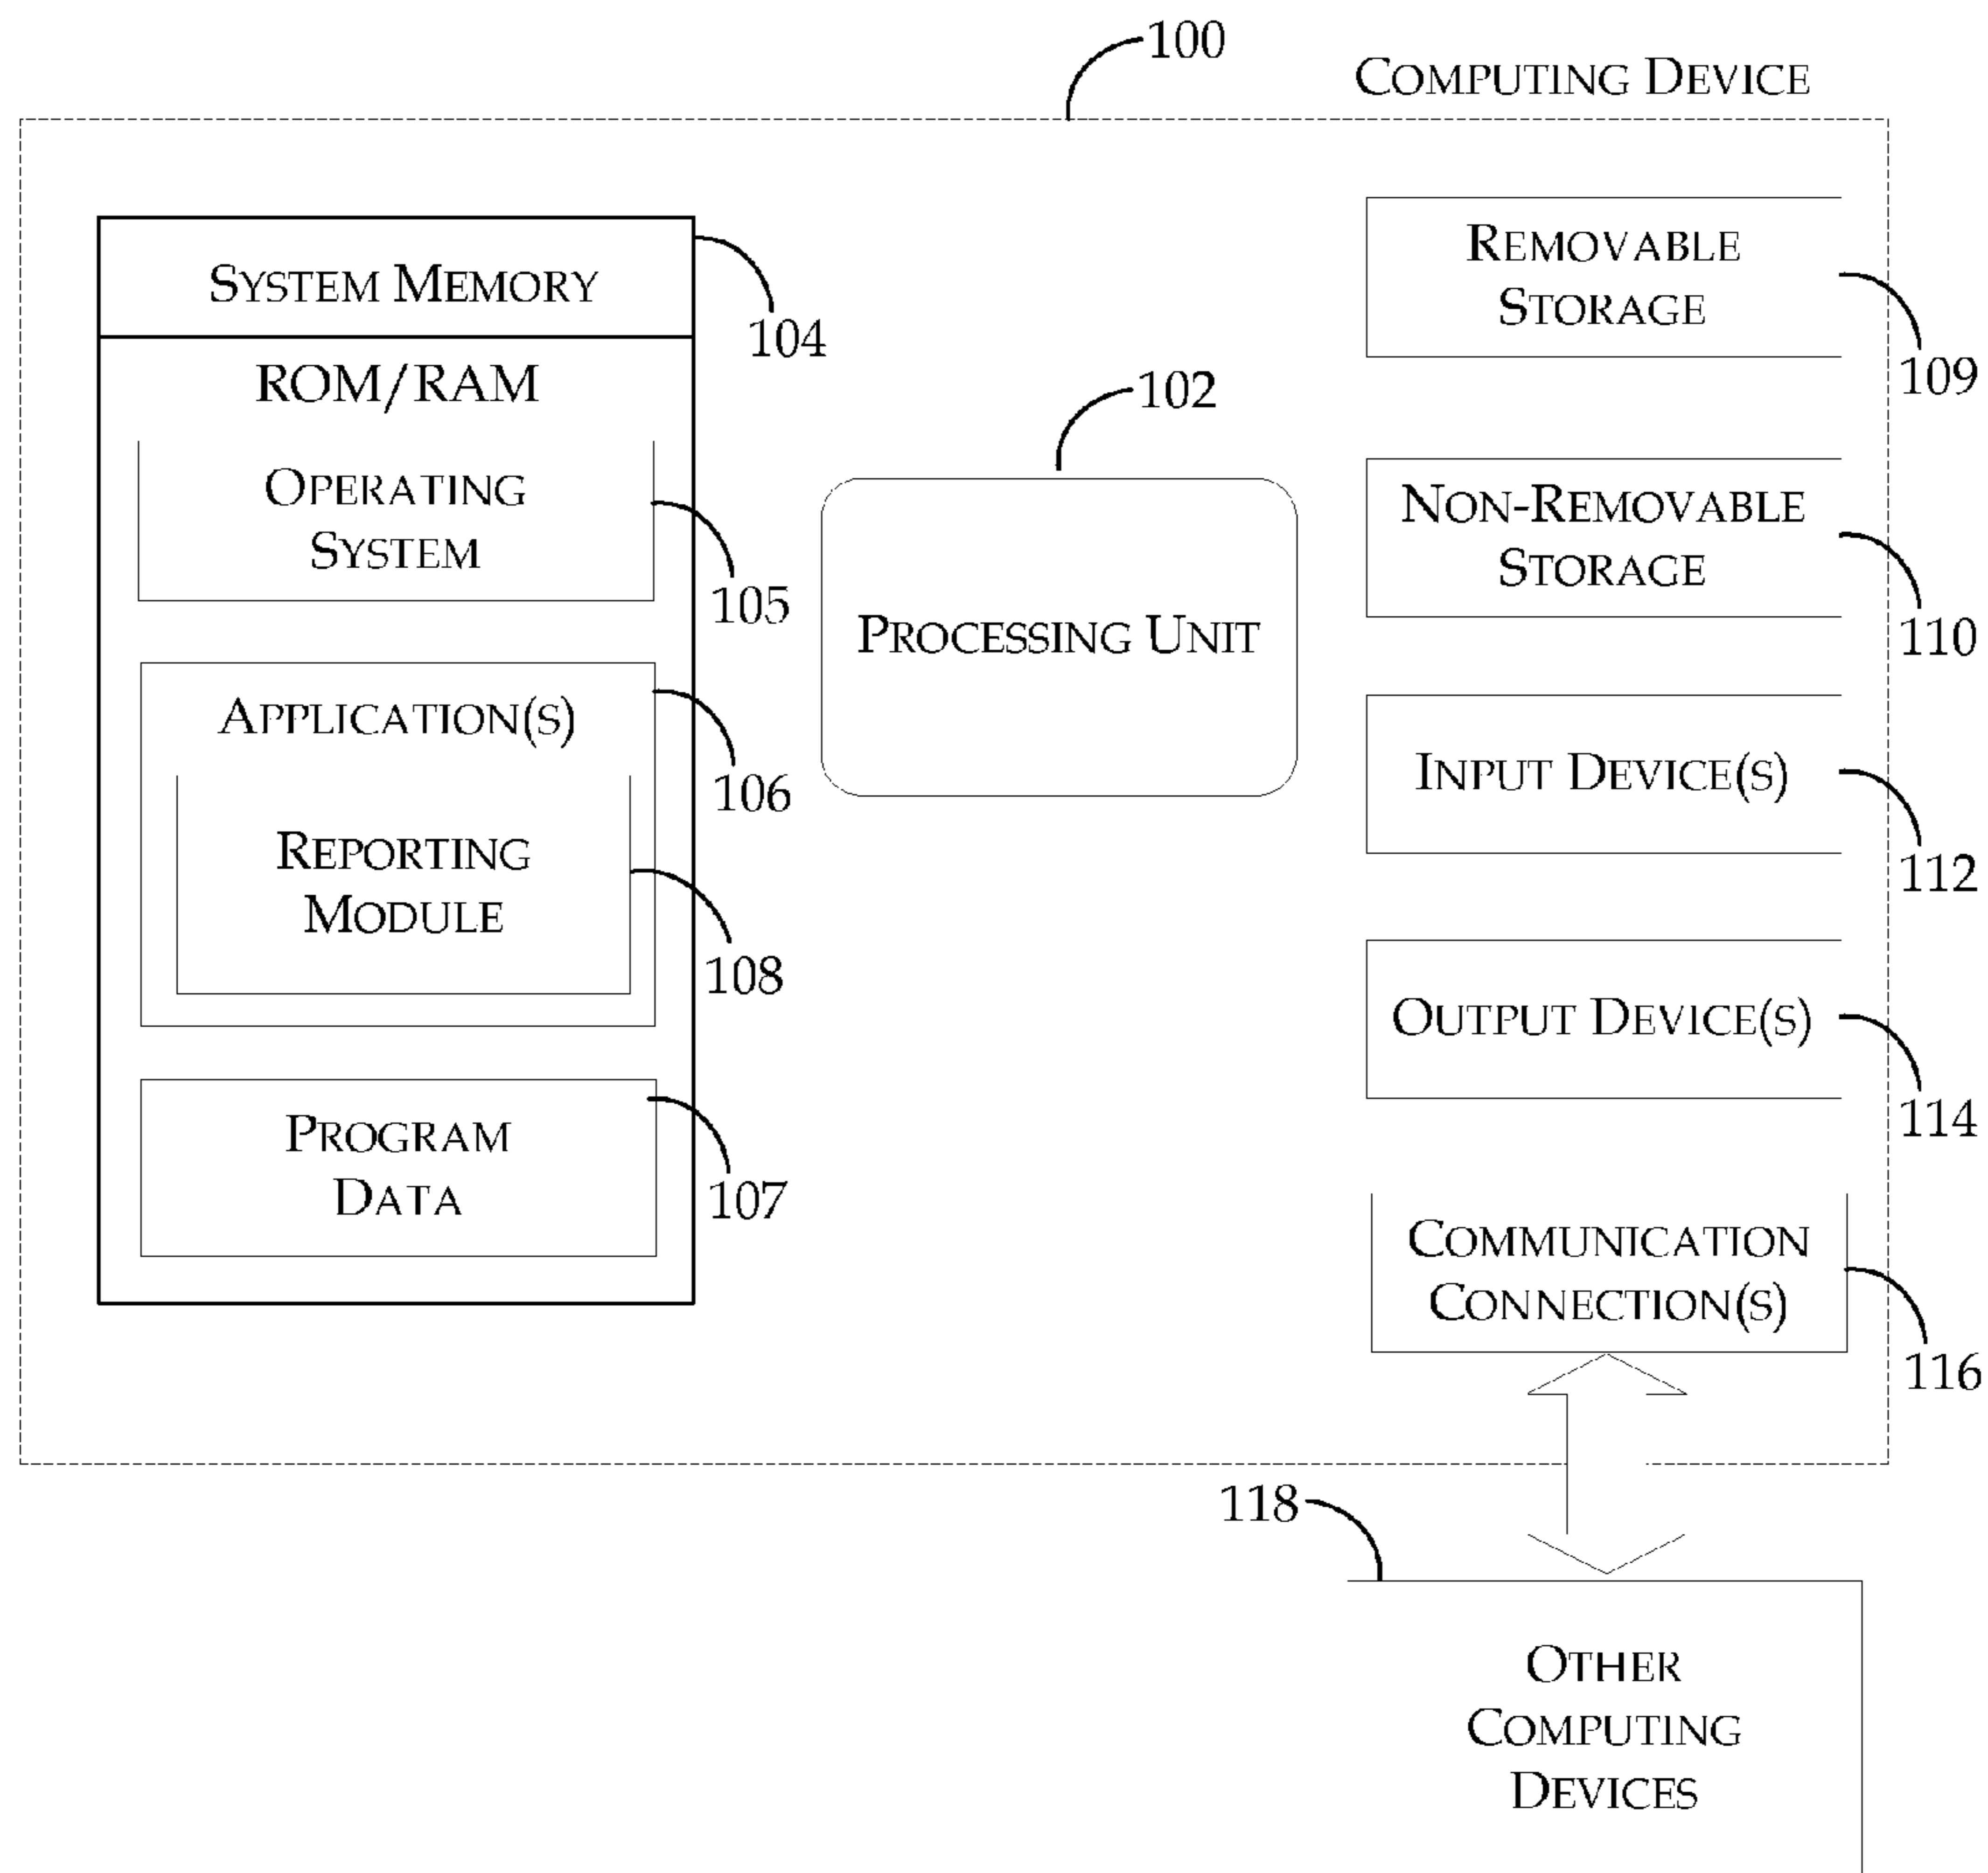 100
COMPUTING DEVICE
SYSTEM MEMORY
104
ROM/RAM
OPERATING
SYSTEM
105
APPLICATION(S)
106
REPORTING
MODULE
108
PROGRAM
DATA
107
102
PROCESSING UNIT
REMOVABLE
STORAGE
109
NON-REMOVABLE
STORAGE
110
INPUT DEVICE(S)
112
OUTPUT DEVICE(S)
114
COMMUNICATION
CONNECTION(S)
116
118
OTHER
COMPUTING
DEVICES